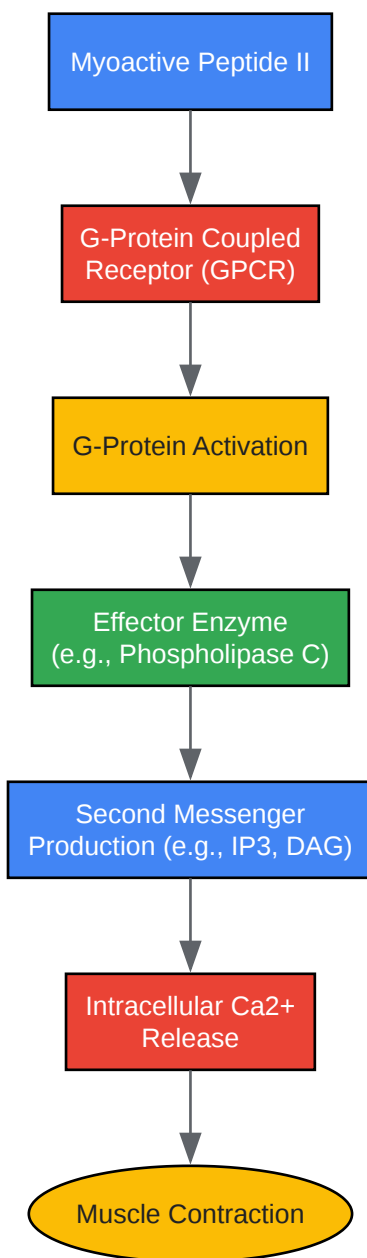 Myoactive Peptide II
G-Protein Coupled
Receptor (GPCR)
G-Protein Activation
Effector Enzyme
(e.g., Phospholipase C)
Second Messenger
Production (e.g., IP3, DAG)
Intracellular Ca2+
Release
Muscle Contraction